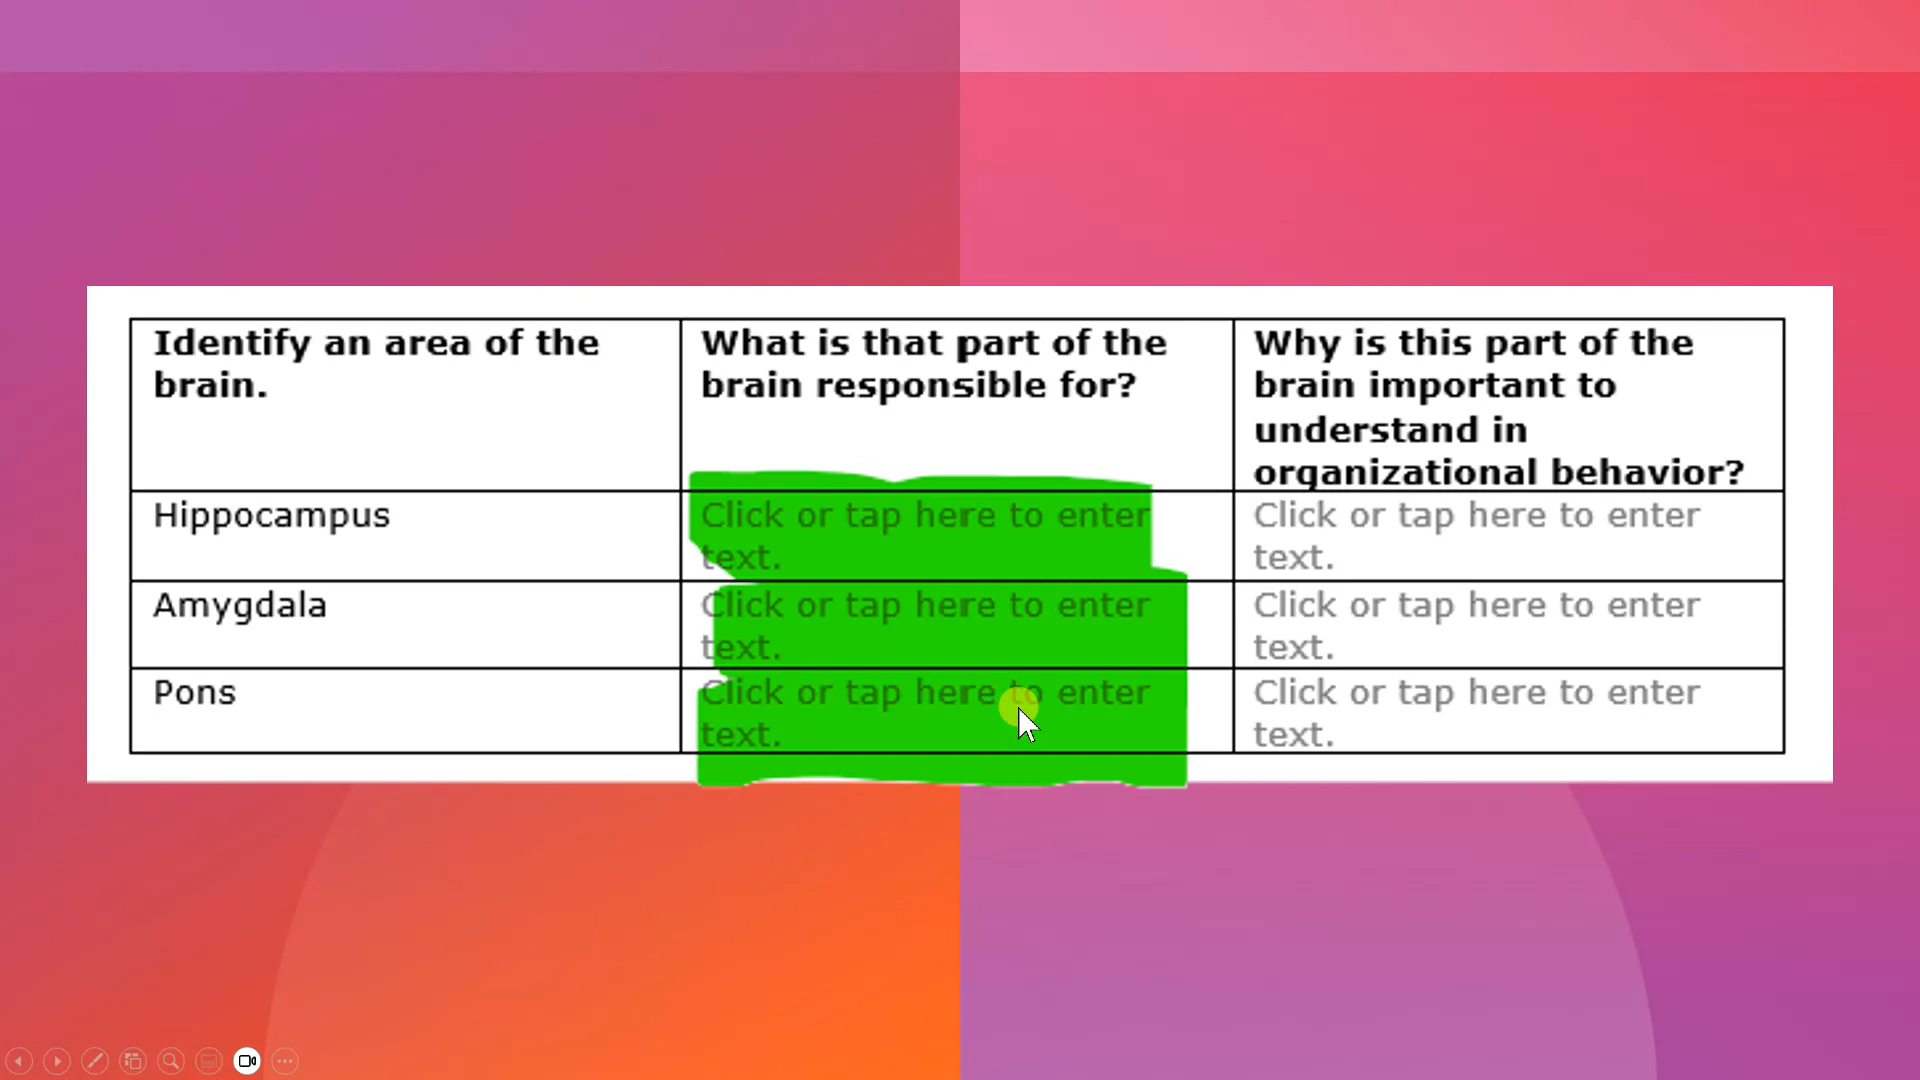 Identify an area of the
brain.
What is that part of the
brain responsible for?
Why is this part of the
brain important to
understand in
organizational behavior?
Hippocampus
Click or tap here to enter
text.
Click or tap here to enter
text.
Amygdala
Click or tap here to enter
text.
Click or tap here to enter
text.
Pons
Click or tap here to enter
text.
Click or tap here to enter
text.